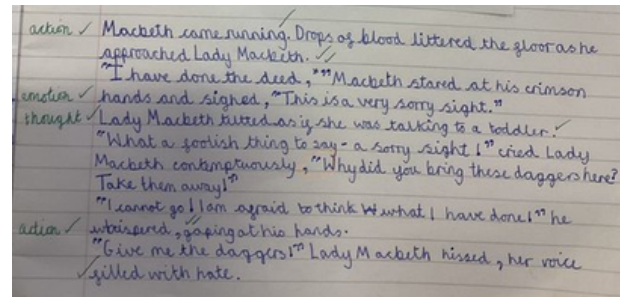 action ✓ Macbeth came running. Drops of blood littered the floor as he
approached Lady Macbeth. ✓✓
"I have done the deed," "Macbeth stared at his crimson
emotion ✓ hands and sighed, "This is a very sorry sight."
thought ✓ Lady Macbeth tutted as if she was talking to a toddler. ✓
"What a foolish thing to say - a sorry sight!" cried Lady
Macbeth contemptuously, "Why did you bring these daggers here?
Take them away!"
"I cannot go! I am afraid to think what I have done!" he
action ✓ whispered, gaping at his hands.
"Give me the daggers!" Lady Macbeth hissed, her voice
✓ filled with hate.